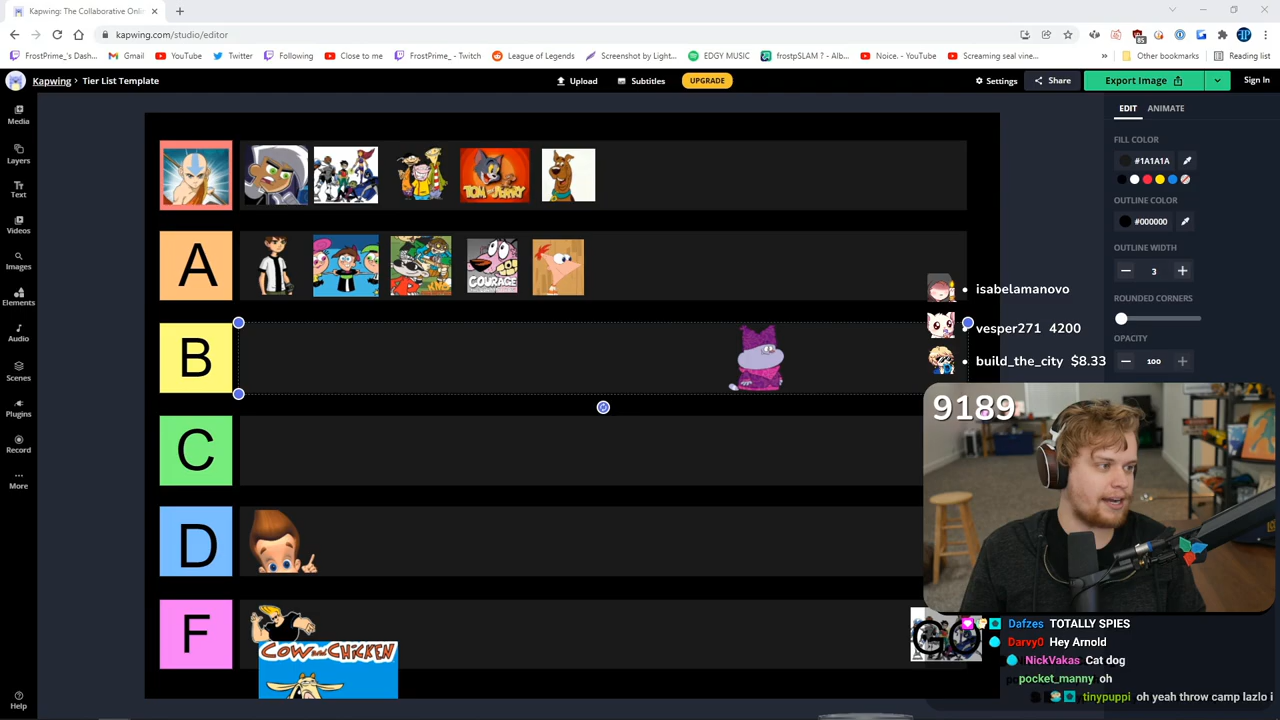 Kapwing: The Collaborative Onlin
kapwing.com/studio/editor
FrostPrime_'s Dash...
Gmail
YouTube
Twitter
Following
Close to me
FrostPrime_ - Twitch
League of Legends
Screenshot by Light...
EDGY MUSIC
frostpSLAM ? - Alb...
Noice. - YouTube
Screaming seal vine...
Other bookmarks
Reading list
Kapwing
Tier List Template
Upload
Subtitles
UPGRADE
Settings
Share
Export Image
Sign In
Media
Layers
Text
Videos
Images
Elements
Audio
Scenes
Plugins
Record
More
Help
TOM and JERRY
A
COURAGE
B
C
D
F
COW and CHICKEN
GO
EDIT
ANIMATE
FILL COLOR
#1A1A1A
OUTLINE COLOR
#000000
OUTLINE WIDTH
3
ROUNDED CORNERS
OPACITY
100
isabelamanovo
vesper271 4200
build_the_city $8.33
9189
Dafzes TOTALLY SPIES
Darvy0 Hey Arnold
NickVakas Cat dog
pocket_manny oh
tinypuppi oh yeah throw camp lazlo i